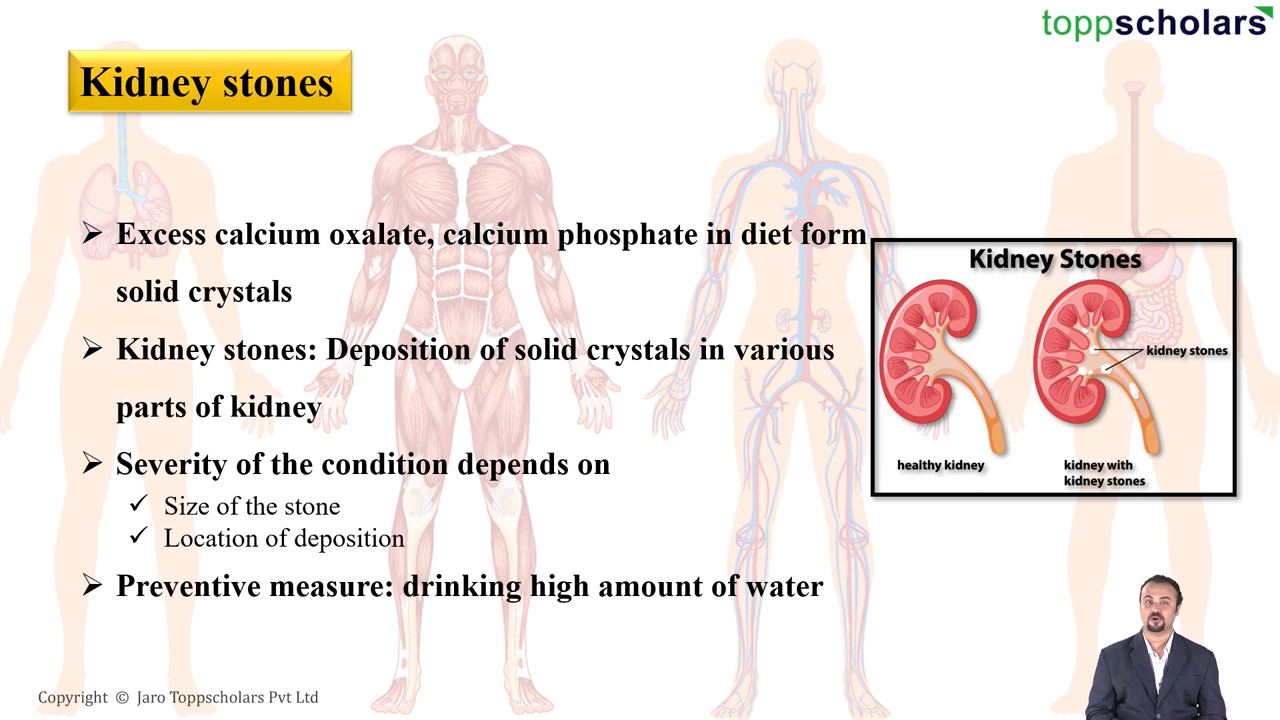 toppscholars
Kidney stones
➢ Excess calcium oxalate, calcium phosphate in diet form
solid crystals
➢ Kidney stones: Deposition of solid crystals in various
parts of kidney
➢ Severity of the condition depends on
✓ Size of the stone
✓ Location of deposition
➢ Preventive measure: drinking high amount of water
Kidney Stones
kidney stones
healthy kidney
kidney with
kidney stones
Copyright © Jaro Toppscholars Pvt Ltd